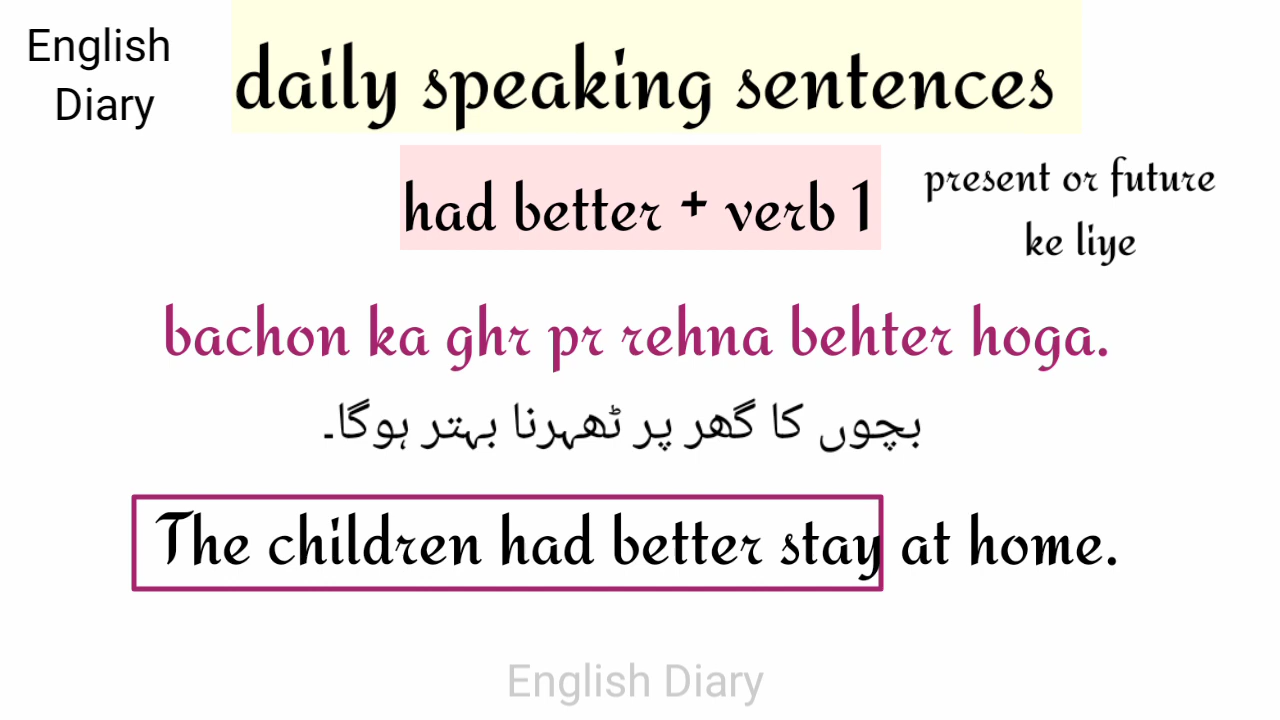 English
Diary
daily speaking sentences
had better + verb 1
present or future
ke liye
bachon ka ghr pr rehna behter hoga.
بچوں کا گھر پر ٹھہرنا بہتر ہوگا۔
The children had better stay at home.
English Diary